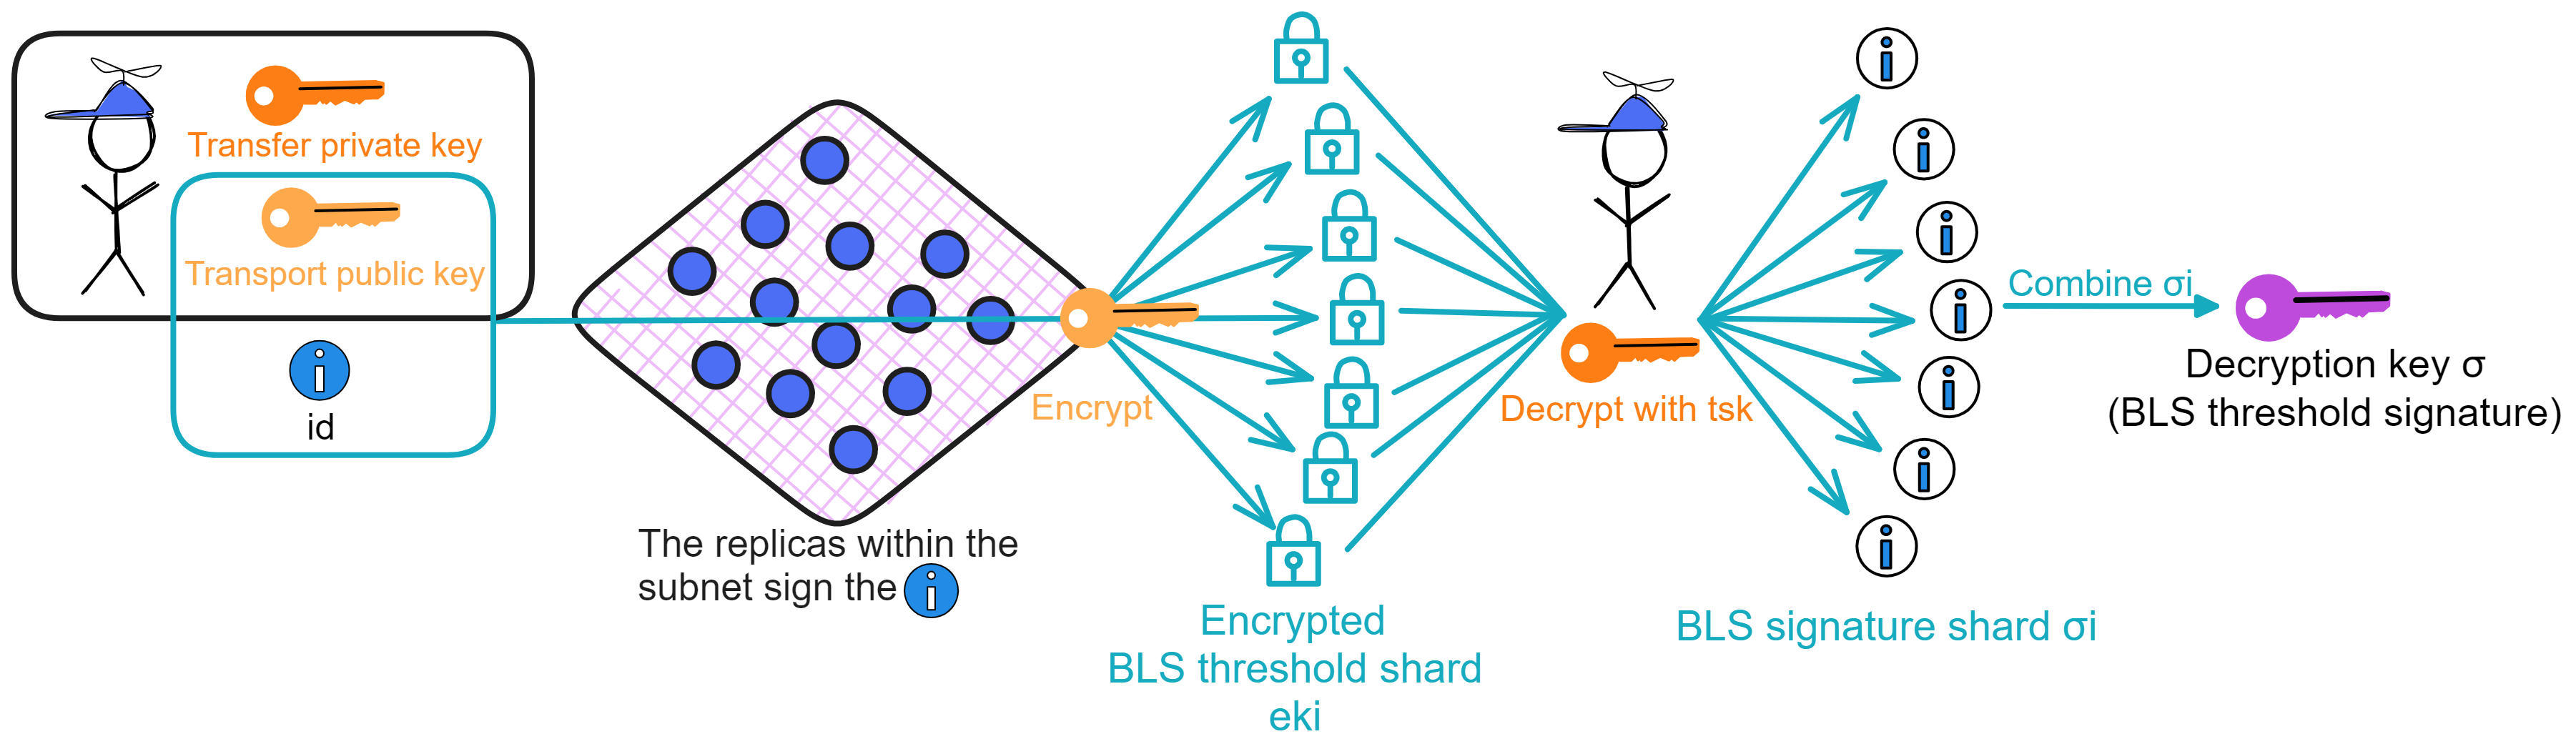 Transfer private key
Transport public key
id
The replicas within the
subnet sign the
Encrypt
Encrypted
BLS threshold shard
eki
Decrypt with tsk
BLS signature shard σi
Combine σi
Decryption key σ
(BLS threshold signature)